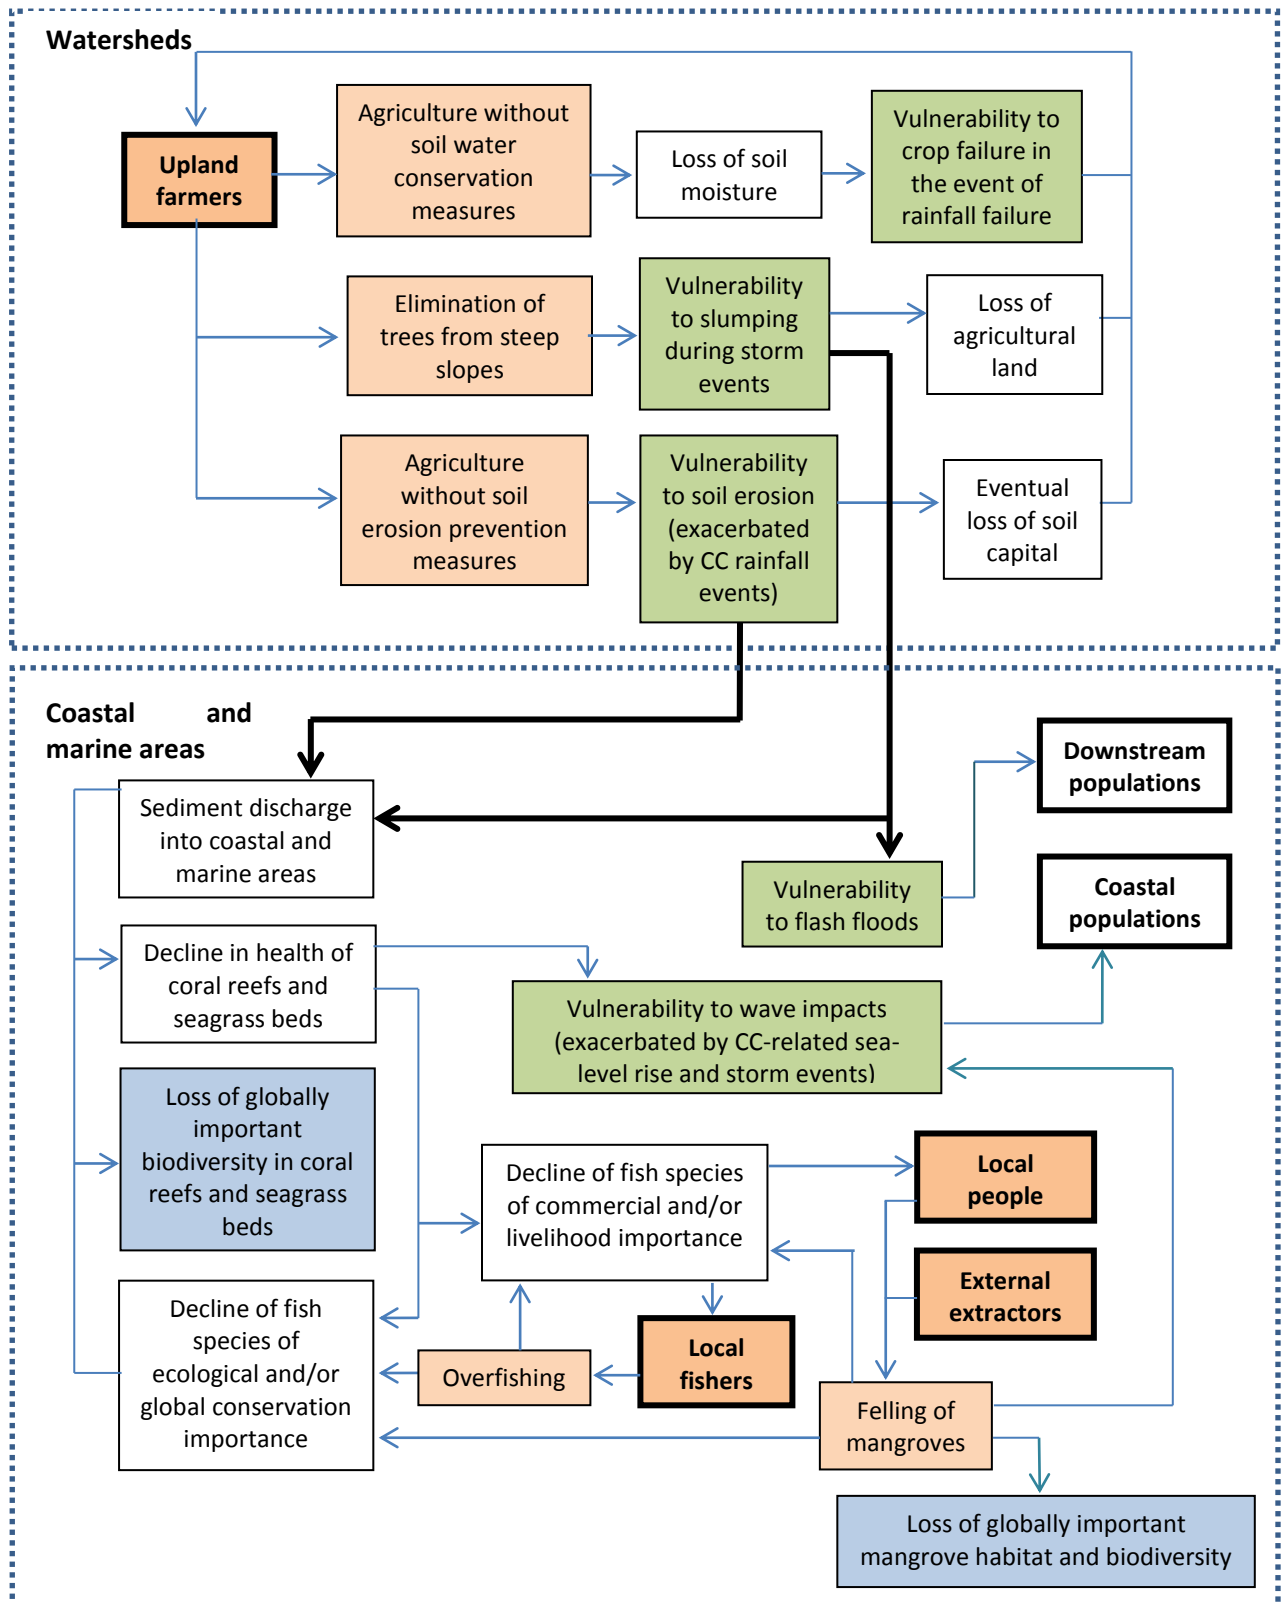 Watersheds
Upland
farmers
Agriculture without
soil water
conservation
measures
Loss of soil
moisture
Vulnerability to
crop failure in
the event of
rainfall failure
Elimination of
trees from steep
slopes
Vulnerability
to slumping
during storm
events
Loss of
agricultural
land
Agriculture
without soil
erosion prevention
measures
Vulnerability
to soil erosion
(exacerbated
by CC rainfall
events)
Eventual
loss of soil
capital
Coastal and
marine areas
Sediment discharge
into coastal and
marine areas
Downstream
populations
Vulnerability
to flash floods
Coastal
populations
Decline in health of
coral reefs and
seagrass beds
Vulnerability to wave impacts
(exacerbated by CC-related sea-
level rise and storm events)
Loss of globally
important
biodiversity in coral
reefs and seagrass
beds
Decline of fish species
of commercial and/or
livelihood importance
Local
people
External
extractors
Decline of fish
species of
ecological and/or
global conservation
importance
Overfishing
Local
fishers
Felling of
mangroves
Loss of globally important
mangrove habitat and biodiversity